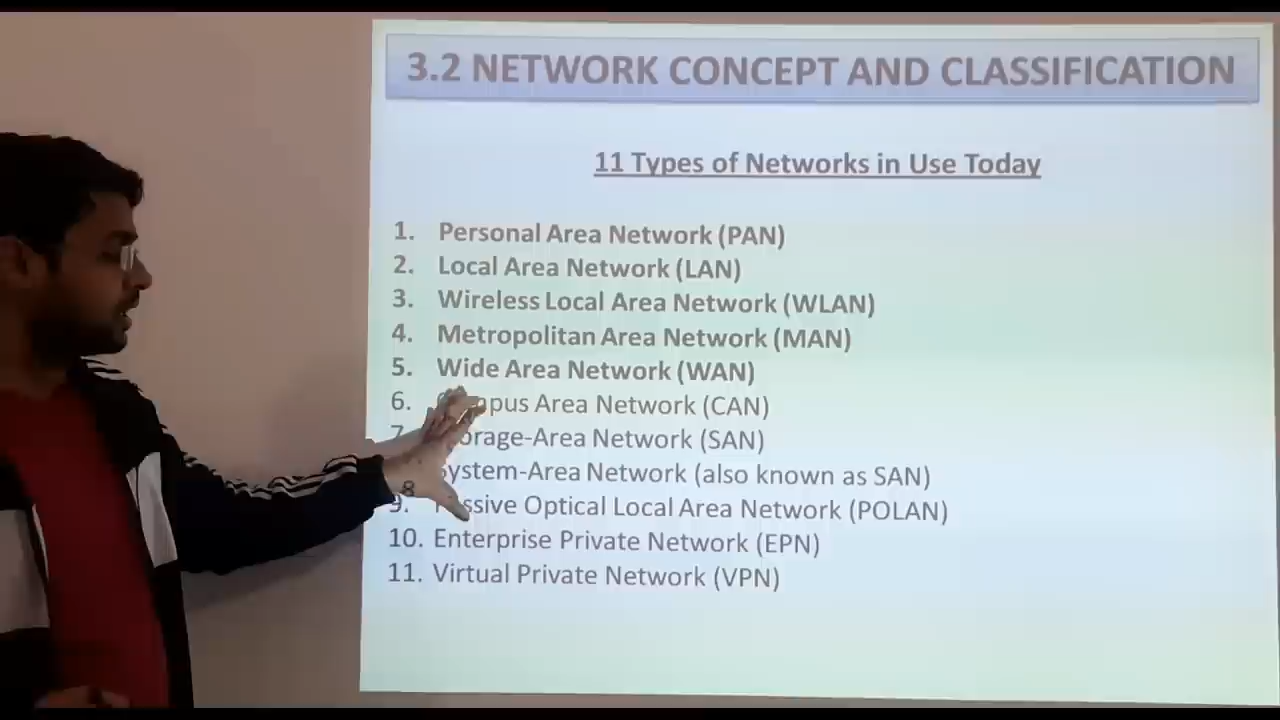 3.2 NETWORK CONCEPT AND CLASSIFICATION
11 Types of Networks in Use Today
1. Personal Area Network (PAN)
2. Local Area Network (LAN)
3. Wireless Local Area Network (WLAN)
4. Metropolitan Area Network (MAN)
5. Wide Area Network (WAN)
6. Area Network (CAN)
7. Area Network (SAN)
8 System-Area Network (also known as SAN)
9. Optical Local Area Network (POLAN)
10. Enterprise Private Network (EPN)
11. Virtual Private Network (VPN)